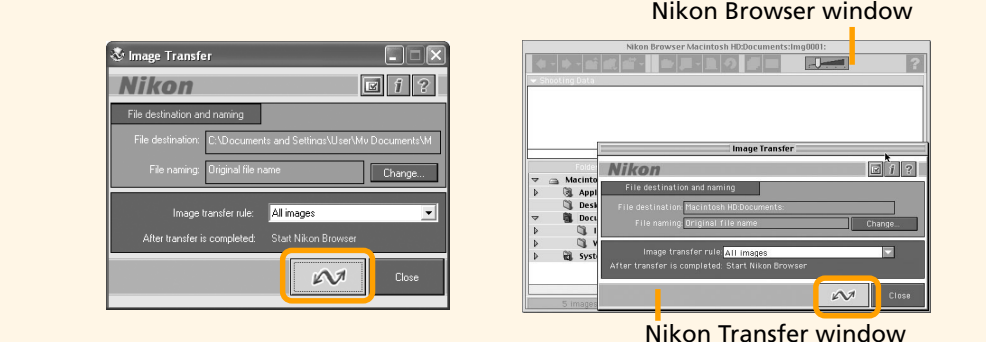 Nikon Browser window
Image Transfer
Nikon
i ?
File destination and naming
File destination: C:\Documents and Settings\User\My Documents\M
File naming: Original file name
Change...
Image transfer rule: All images
After transfer is completed: Start Nikon Browser
Close
Nikon Browser Macintosh HD:Documents:Img0001:
?
Shooting Data
Folde
Macinto
Appl
Desk
Docu
I
Syst
5 images
Image Transfer
Nikon
i ?
File destination and naming
File destination: Macintosh HD:Documents:
File naming: Original file name
Change...
Image transfer rule: All images
After transfer is completed: Start Nikon Browser
Close
Nikon Transfer window